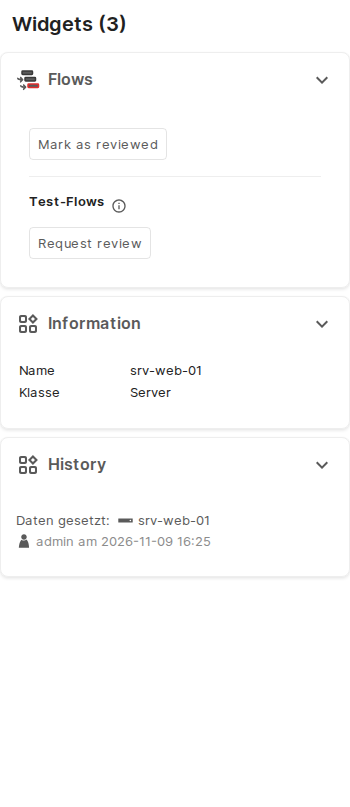 Widgets (3)
Flows
Mark as reviewed
Test-Flows
Request review
Information
Name srv-web-01
Klasse Server
History
Daten gesetzt: srv-web-01
admin am 2026-11-09 16:25